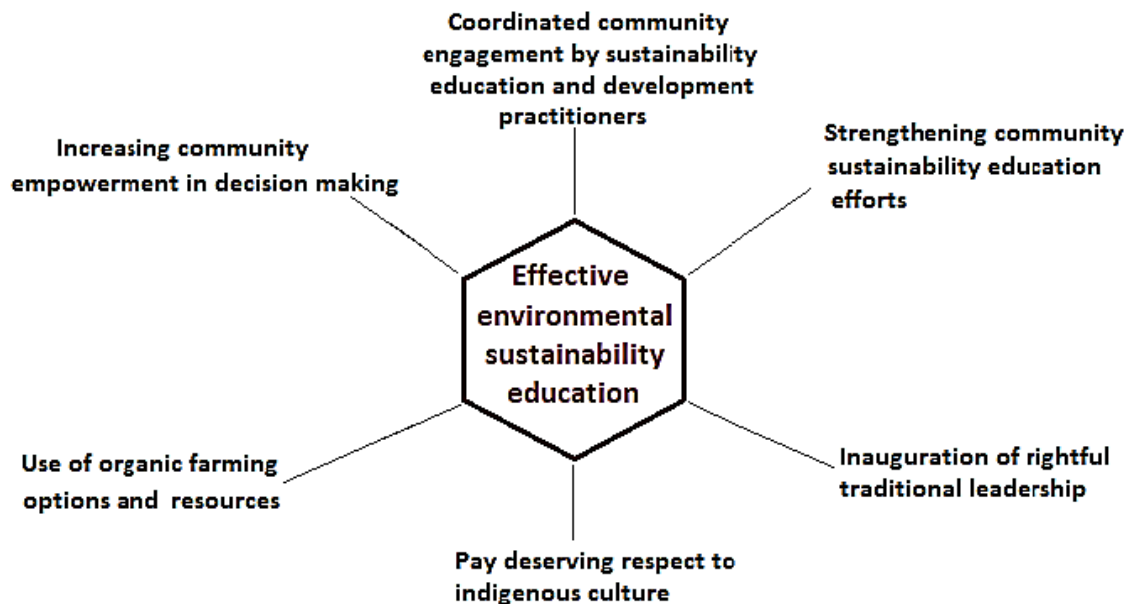 Coordinated community
engagement by sustainability
education and development
practitioners
Increasing community
empowerment in decision making
Strengthening community
sustainability education
efforts
Effective
environmental
sustainability
education
Use of organic farming
options and resources
Inauguration of rightful
traditional leadership
Pay deserving respect to
indigenous culture